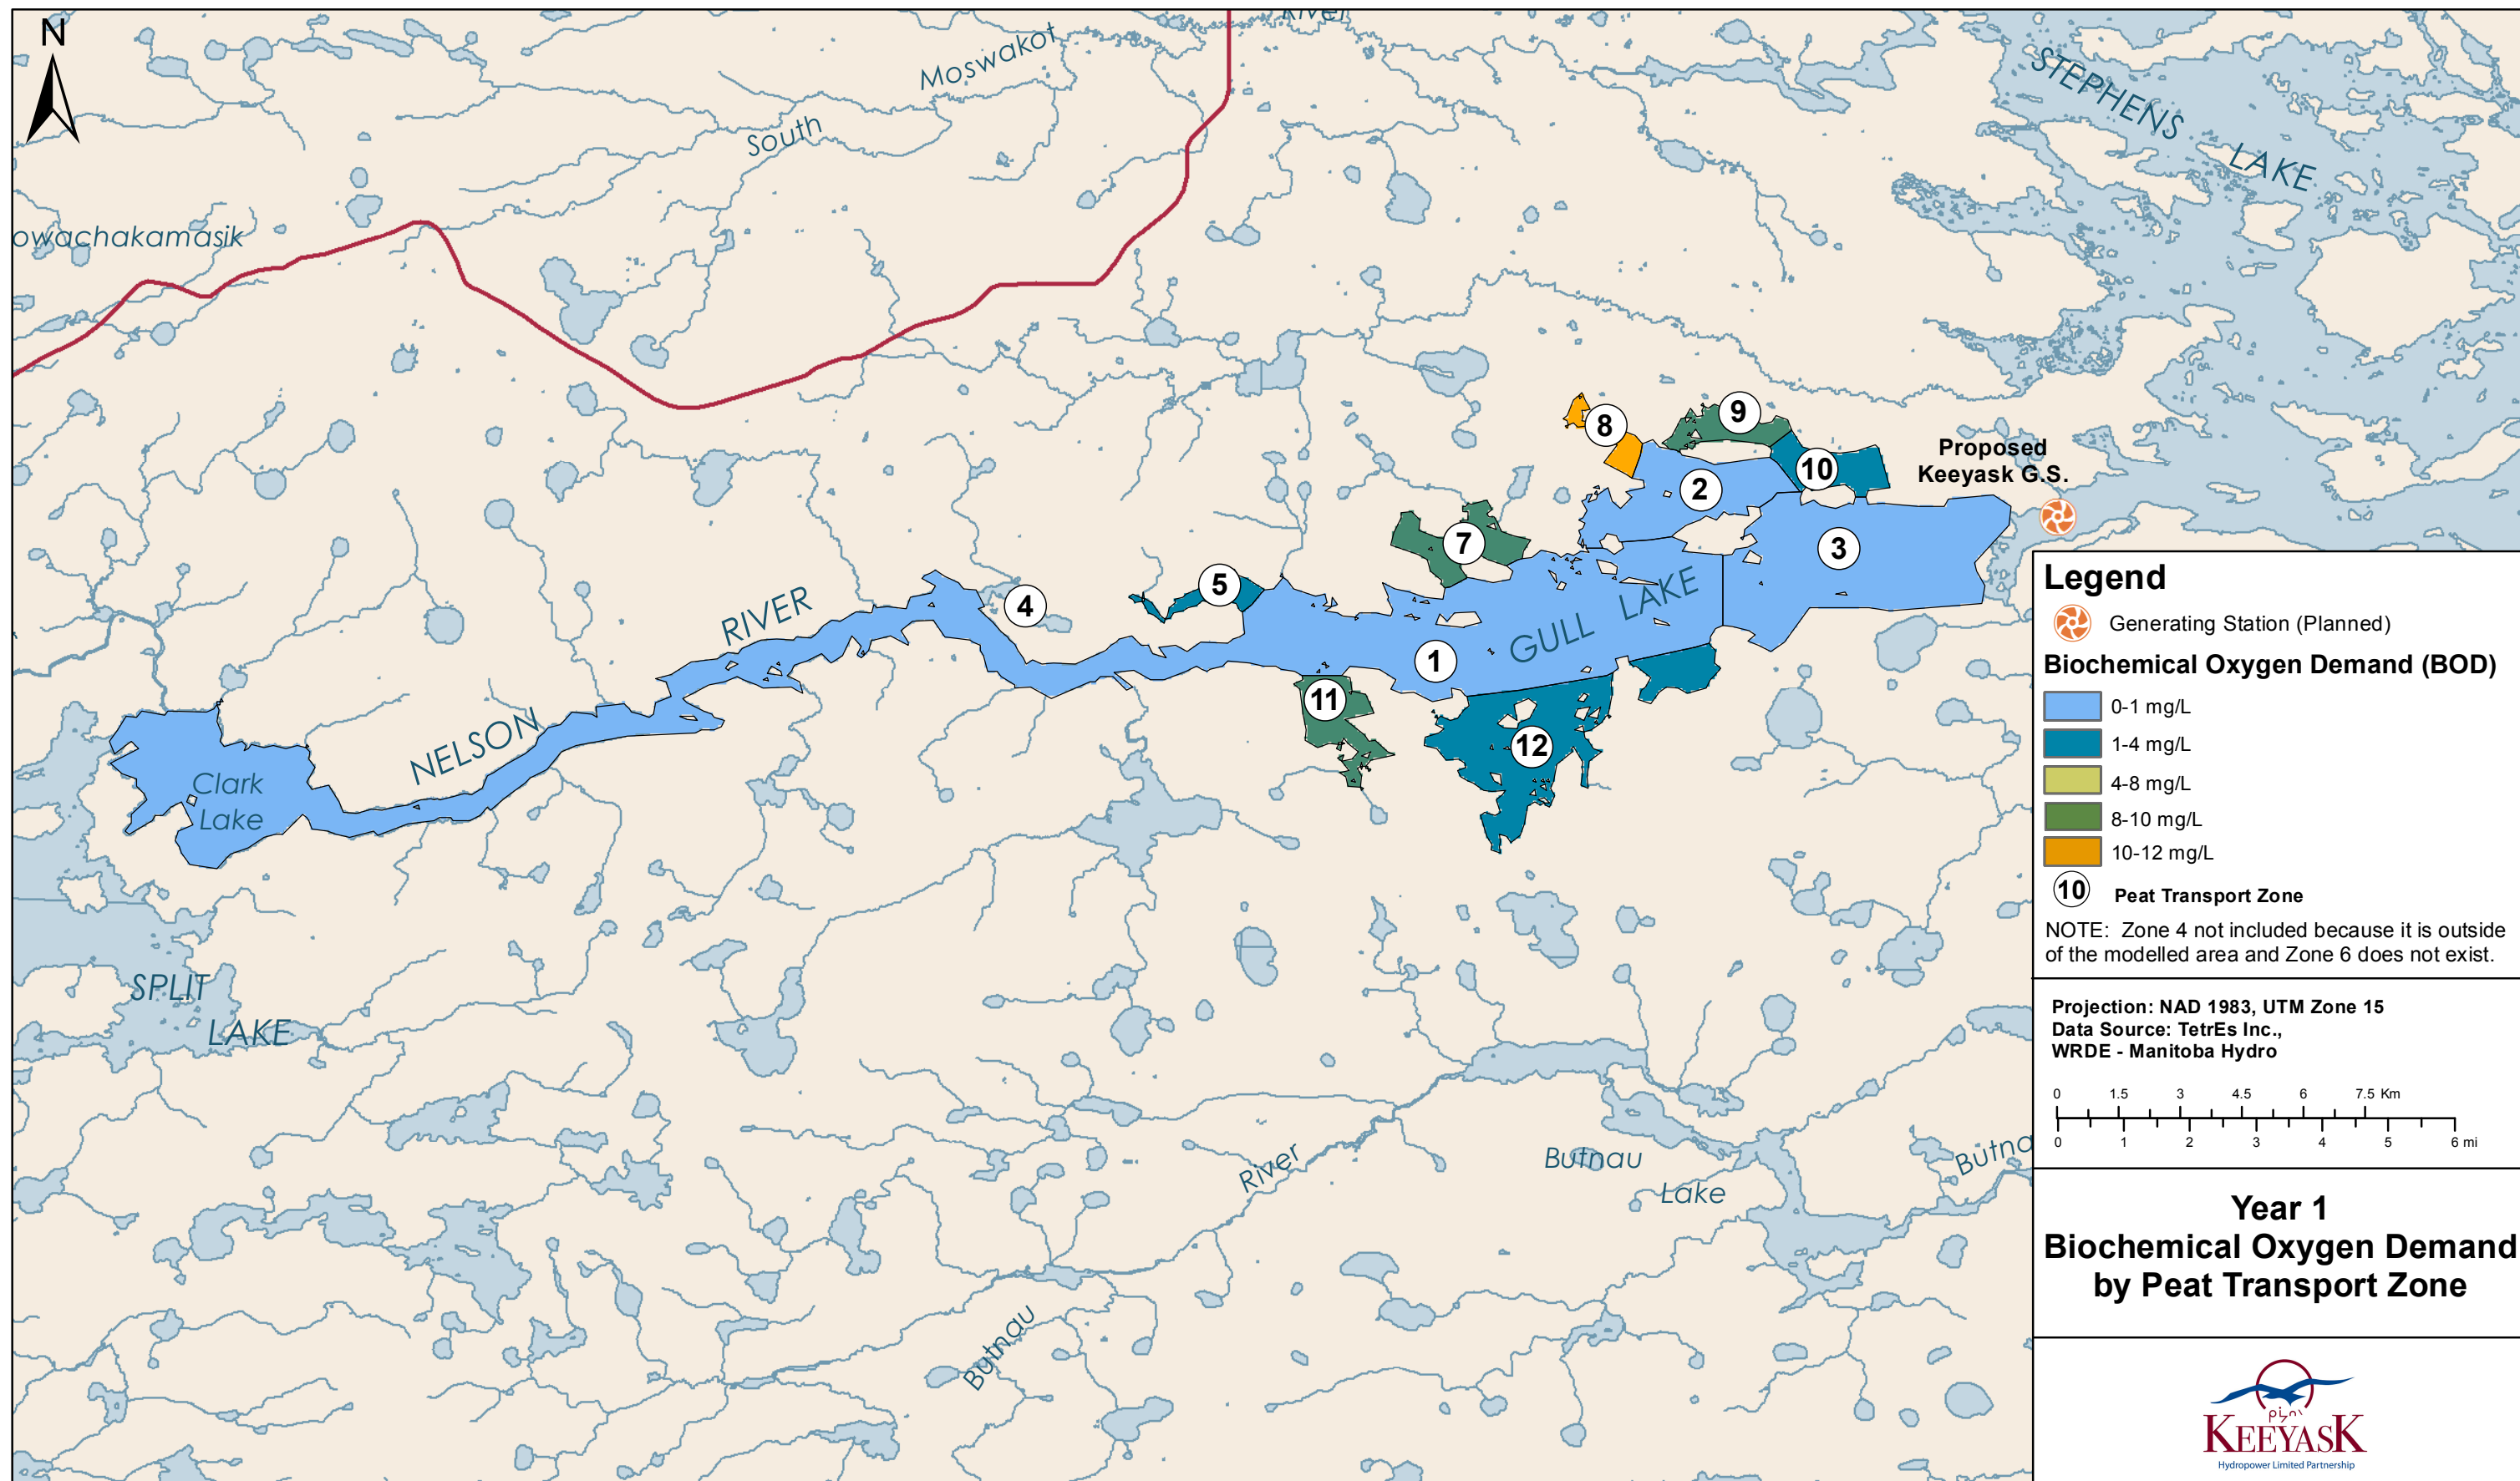 N
River
Moswakot
South
owachakamasik
STEPHENS
LAKE
8
9
10
Proposed
Keeyask G.S.
2
7
3
5
4
RIVER
GULL LAKE
1
11
12
NELSON
Clark
Lake
SPLIT
LAKE
River
Butnau
Lake
Butna
Butnau
Legend
Generating Station (Planned)
Biochemical Oxygen Demand (BOD)
0-1 mg/L
1-4 mg/L
4-8 mg/L
8-10 mg/L
10-12 mg/L
10 Peat Transport Zone
NOTE: Zone 4 not included because it is outside
of the modelled area and Zone 6 does not exist.
Projection: NAD 1983, UTM Zone 15
Data Source: TetrEs Inc.,
WRDE - Manitoba Hydro
0 1.5 3 4.5 6 7.5 Km
0 1 2 3 4 5 6 mi
Year 1
Biochemical Oxygen Demand
by Peat Transport Zone
KEEYASK
Hydropower Limited Partnership